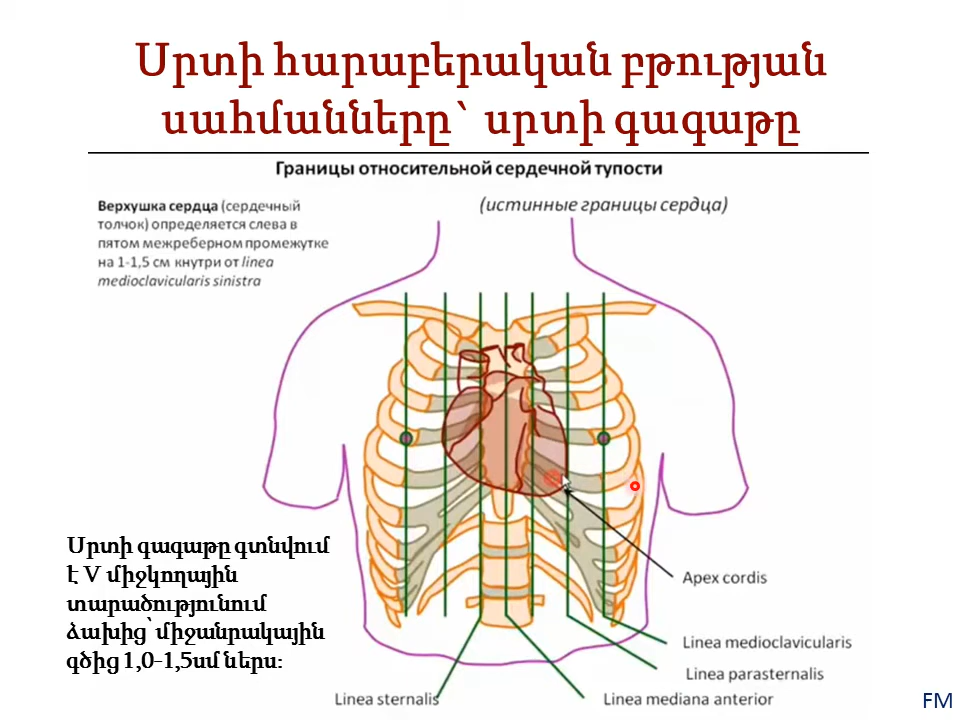 Սրտի հարաբերական բթության
սահմանները` սրտի գագաթը
Границы относительной сердечной тупости
(истинные границы сердца)
Верхушка сердца (сердечный
толчок) определяется слева в
пятом межреберном промежутке
на 1-1,5 см кнутри от linea
medioclavicularis sinistra
Սրտի գագաթը գտնվում
է V միջկողային
տարածությունում
ձախից՝ միջանրակային
գծից 1,0-1,5սմ ներս։
Apex cordis
Linea medioclavicularis
Linea parasternalis
Linea sternalis
Linea mediana anterior
FM